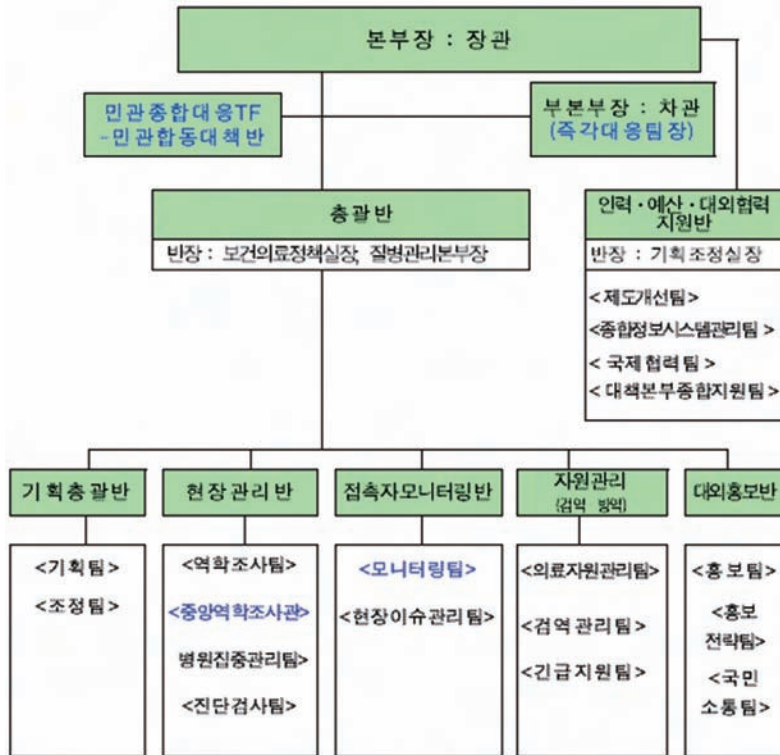 본부장 : 장관
민관종합대응TF
-민관합동대책반
부본부장 : 차관
(즉각대응팀장)
총괄반
반장 : 보건의료정책실장, 질병관리본부장
인력·예산·대외협력
지원반
반장 : 기획조정실장
<제도개선팀>
<종합정보시스템관리팀>
<국제협력팀>
<대책본부종합지원팀>
기획총괄반
<기획팀>
<조정팀>
현장관리반
<역학조사팀>
<중앙역학조사관>
병원집중관리팀>
<진단검사팀>
접촉자모니터링반
<모니터링팀>
<현장이슈관리팀>
자원관리
(검역 방역)
<의료자원관리팀>
<검역관리팀>
<긴급지원팀>
대외홍보반
<홍보팀>
<홍보
전략팀>
<국민
소통팀>